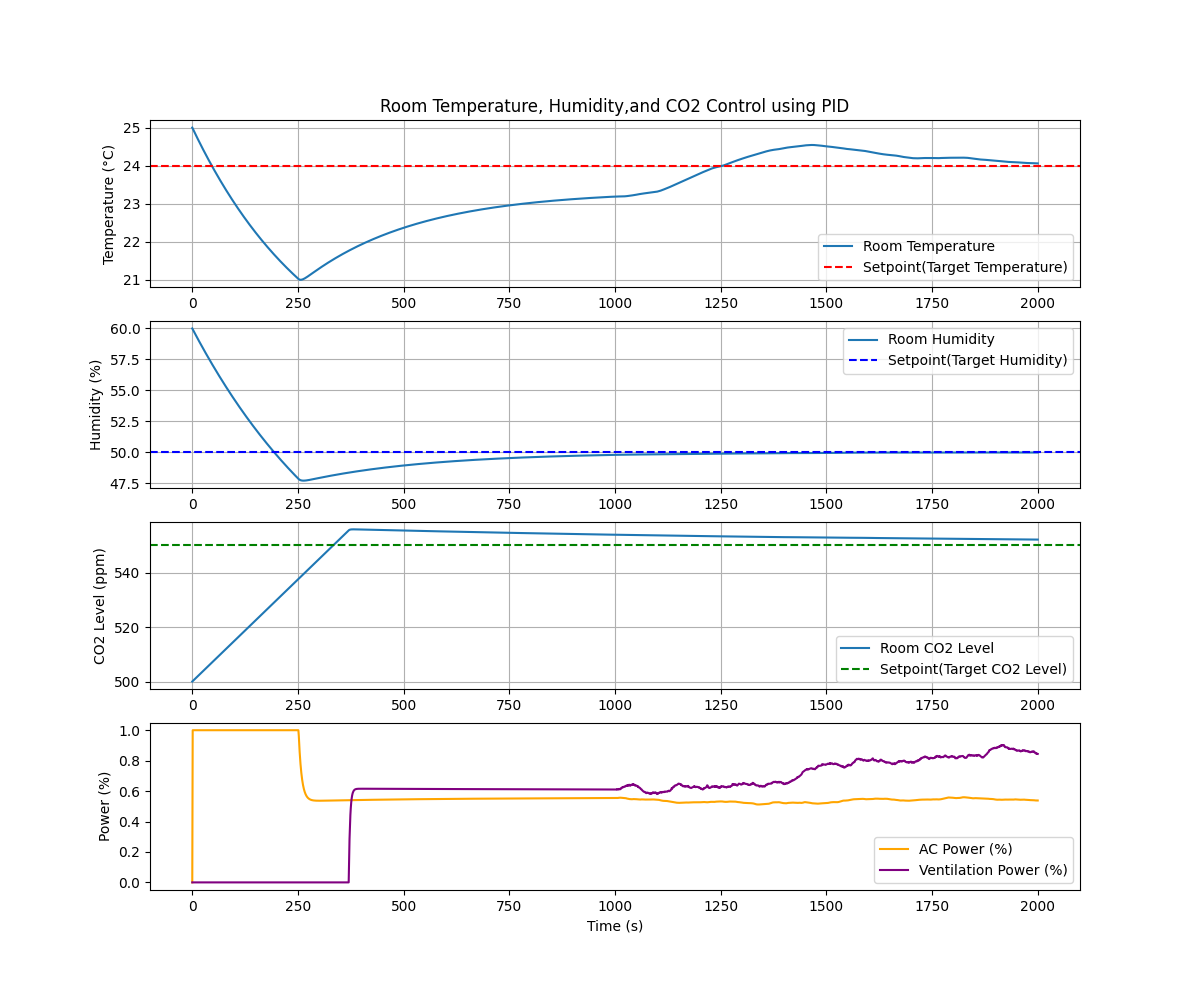 Room Temperature, Humidity,and CO2 Control using PID
Temperature (°C)
25
24
23
22
21
Room Temperature
Setpoint(Target Temperature)
0 250 500 750 1000 1250 1500 1750 2000
Humidity (%)
60.0
57.5
55.0
52.5
50.0
47.5
Room Humidity
Setpoint(Target Humidity)
0 250 500 750 1000 1250 1500 1750 2000
CO2 Level (ppm)
540
520
500
Room CO2 Level
Setpoint(Target CO2 Level)
0 250 500 750 1000 1250 1500 1750 2000
Power (%)
1.0
0.8
0.6
0.4
0.2
0.0
AC Power (%)
Ventilation Power (%)
0 250 500 750 1000 1250 1500 1750 2000
Time (s)